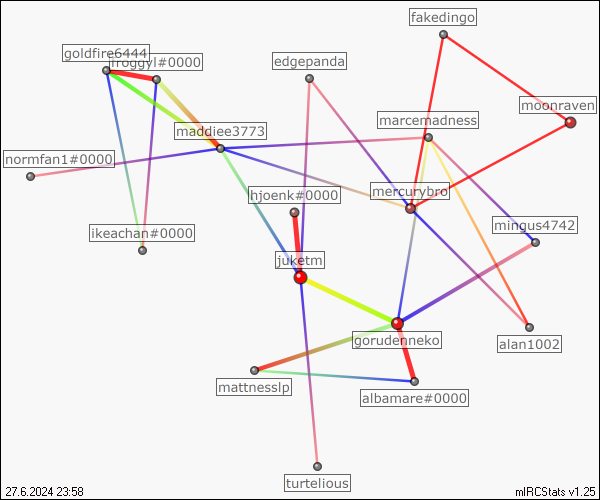 fakedingo
goldfire6444
froggyl#0000
edgepanda
moonraven
marcemadness
maddiee3773
normfan1#0000
mercurybro
hjoenk#0000
mingus4742
ikeachan#0000
juketm
gorudenneko
alan1002
mattnesslp
albamare#0000
turtelious
27.6.2024 23:58
mIRCStats v1.25